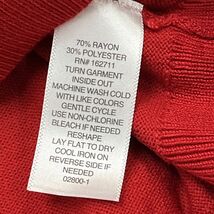 70% RAYON
30% POLYESTER
RN# 162711
TURN GARMENT
INSIDE OUT
MACHINE WASH COLD
WITH LIKE COLORS
GENTLE CYCLE
USE NON-CLORINE
BLEACH IF NEEDED
RESHAPE
LAY FLAT TO DRY
COOL IRON ON
REVERSE SIDE IF
NEEDED
02800-1